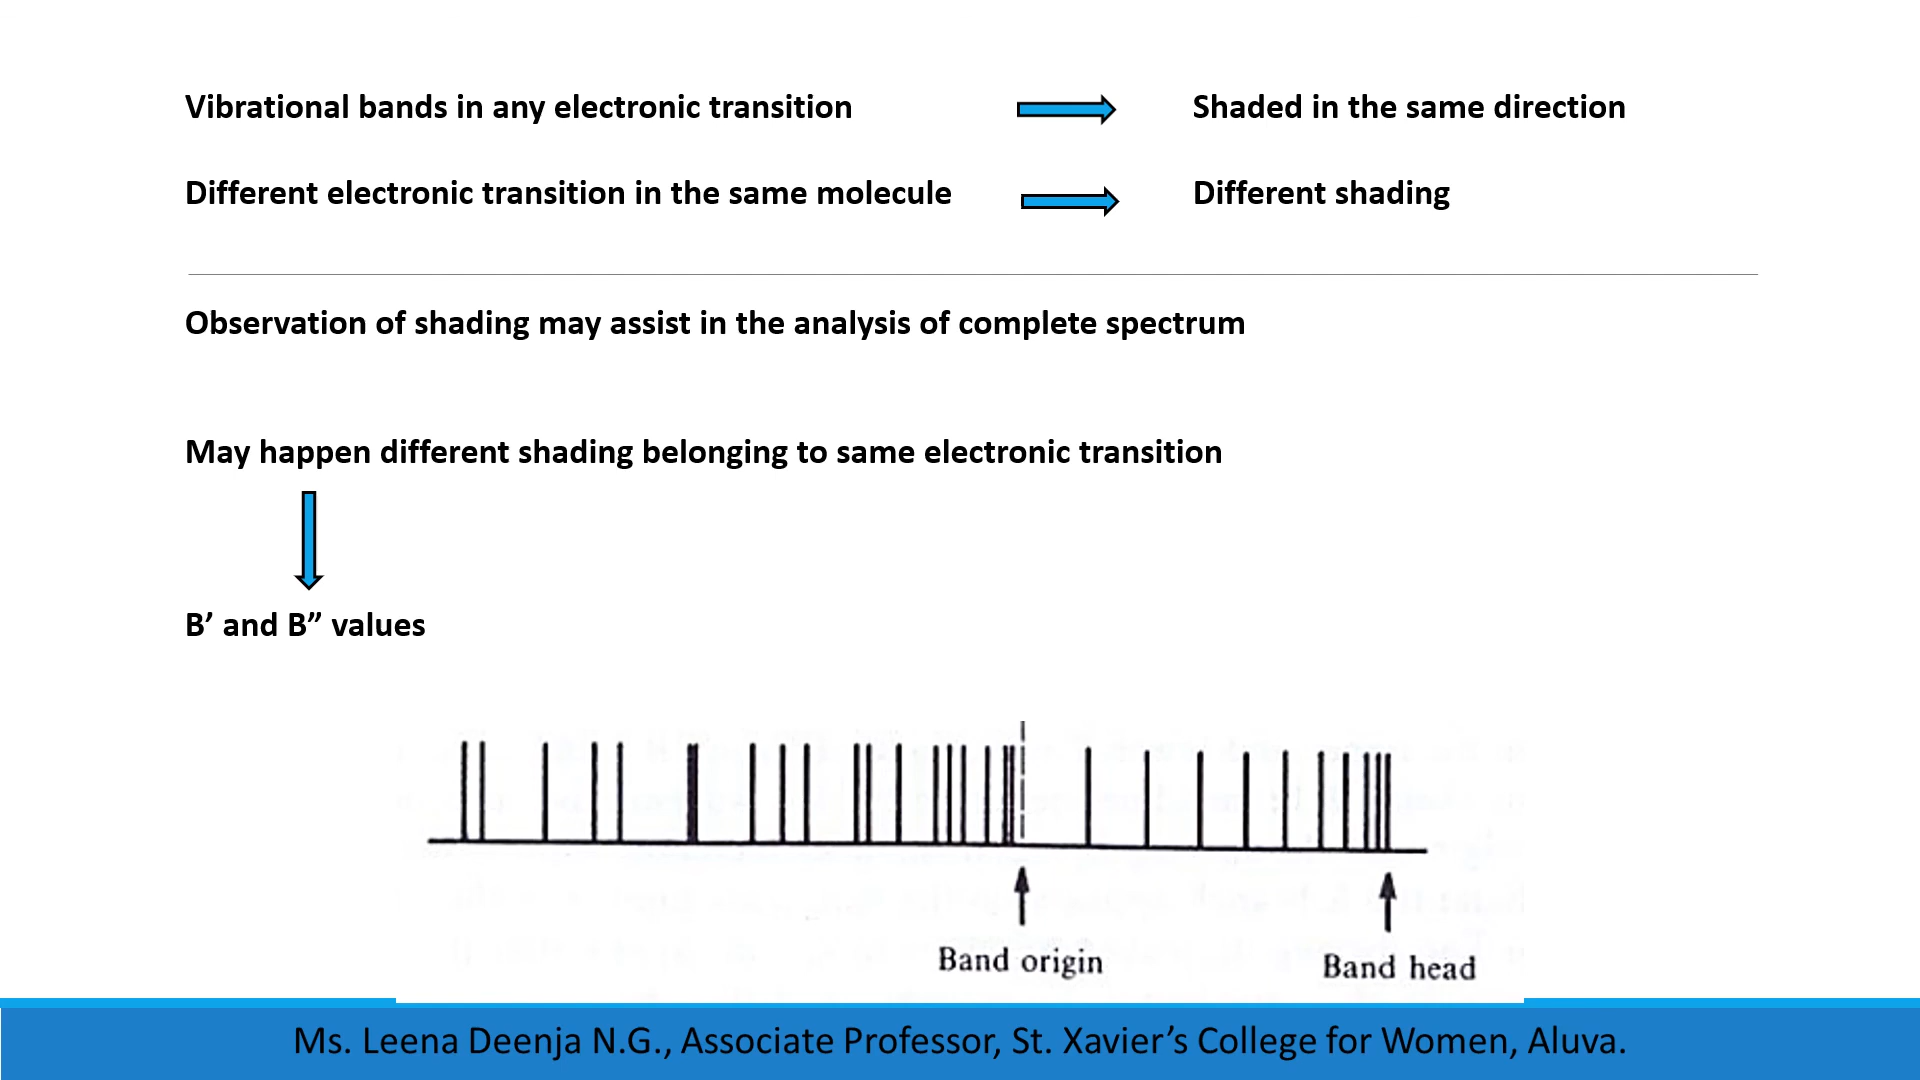 Vibrational bands in any electronic transition
Shaded in the same direction
Different electronic transition in the same molecule
Different shading
Observation of shading may assist in the analysis of complete spectrum
May happen different shading belonging to same electronic transition
B’ and B” values
Band origin
Band head
Ms. Leena Deenja N.G., Associate Professor, St. Xavier’s College for Women, Aluva.